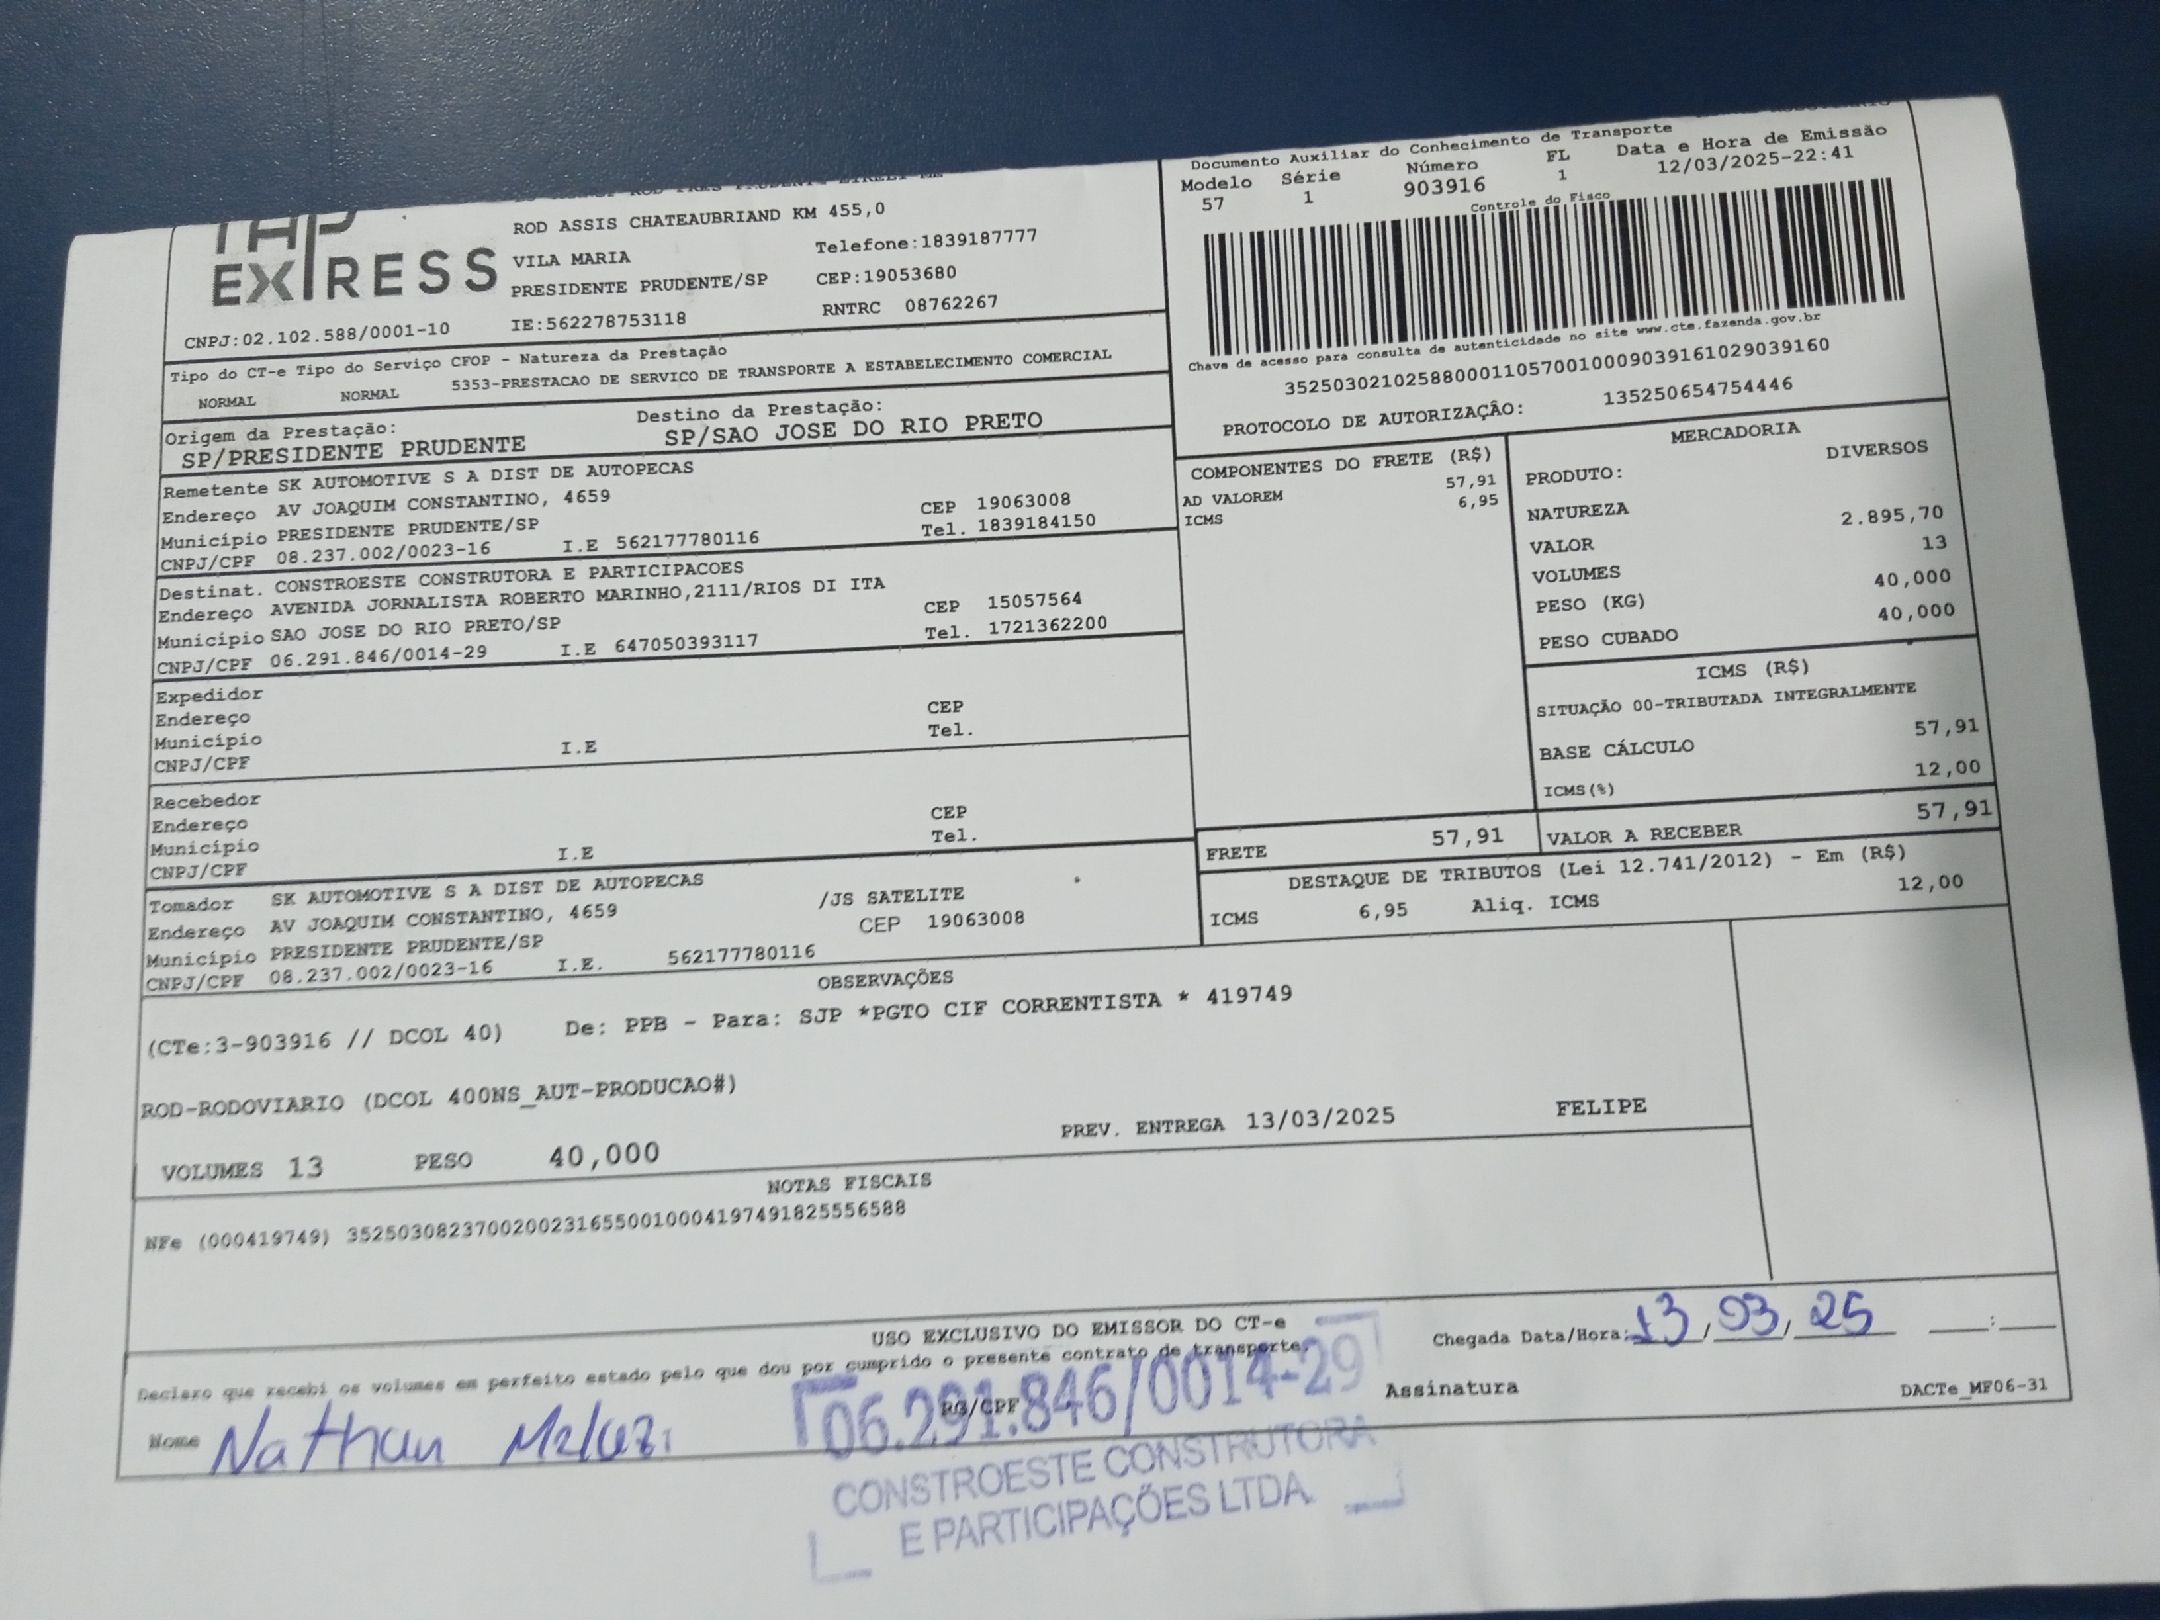 TAP
EXPRESS
ROD ASSIS CHATEAUBRIAND KM 455,0
VILA MARIA
Telefone:1839187777
PRESIDENTE PRUDENTE/SP
CEP:19053680
CNPJ:02.102.588/0001-10
IE:562278753118
RNTRC 08762267
Documento Auxiliar do Conhecimento de Transporte
Modelo Série Número FL Data e Hora de Emissão
57 1 903916 1 12/03/2025-22:41
Controle do Fisco
Chave de acesso para consulta de autenticidade no site www.cte.fazenda.gov.br
35250302102588000110570010009039161029039160
PROTOCOLO DE AUTORIZAÇÂO: 135250654754446
Tipo do CT-e Tipo do Serviço CFOP - Natureza da Prestação
NORMAL NORMAL 5353-PRESTACAO DE SERVICO DE TRANSPORTE A ESTABELECIMENTO COMERCIAL
Origem da Prestação: Destino da Prestação:
SP/PRESIDENTE PRUDENTE SP/SAO JOSE DO RIO PRETO
Remetente SK AUTOMOTIVE S A DIST DE AUTOPECAS
Endereço AV JOAQUIM CONSTANTINO, 4659 CEP 19063008
Município PRESIDENTE PRUDENTE/SP Tel. 1839184150
CNPJ/CPF 08.237.002/0023-16 I.E 562177780116
Destinat. CONSTROESTE CONSTRUTORA E PARTICIPACOES
Endereço AVENIDA JORNALISTA ROBERTO MARINHO,2111/RIOS DI ITA CEP 15057564
Município SAO JOSE DO RIO PRETO/SP Tel. 1721362200
CNPJ/CPF 06.291.846/0014-29 I.E 647050393117
Expedidor
Endereço CEP
Município Tel.
CNPJ/CPF I.E
Recebedor
Endereço CEP
Município Tel.
CNPJ/CPF I.E
Tomador SK AUTOMOTIVE S A DIST DE AUTOPECAS /JS SATELITE
Endereço AV JOAQUIM CONSTANTINO, 4659 CEP 19063008
Município PRESIDENTE PRUDENTE/SP
CNPJ/CPF 08.237.002/0023-16 I.E. 562177780116
COMPONENTES DO FRETE (R$)
AD VALOREM 57,91
ICMS 6,95
MERCADORIA
PRODUTO: DIVERSOS
NATUREZA
VALOR 2.895,70
VOLUMES 13
PESO (KG) 40,000
PESO CUBADO 40,000
ICMS (R$)
SITUAÇÃO 00-TRIBUTADA INTEGRALMENTE
BASE CÁLCULO 57,91
ICMS(%) 12,00
FRETE 57,91 VALOR A RECEBER 57,91
DESTAQUE DE TRIBUTOS (Lei 12.741/2012) - Em (R$)
ICMS 6,95 Aliq. ICMS 12,00
OBSERVAÇÕES
(CTe:3-903916 // DCOL 40) De: PPB - Para: SJP *PGTO CIF CORRENTISTA * 419749
ROD-RODOVIARIO (DCOL 400NS_AUT-PRODUCAO#)
VOLUMES 13 PESO 40,000 PREV. ENTREGA 13/03/2025 FELIPE
NOTAS FISCAIS
NFe (000419749) 35250308237002002316550010004197491825556588
USO EXCLUSIVO DO EMISSOR DO CT-e
Declaro que recebi os volumes em perfeito estado pelo que dou por cumprido o presente contrato de transporte.
Chegada Data/Hora: 13/03/25 :
Nome Nathan RG/CPF Assinatura DACTe_MF06-31
06.291.846/0014-29
CONSTROESTE CONSTRUTORA
E PARTICIPAÇÕES LTDA.